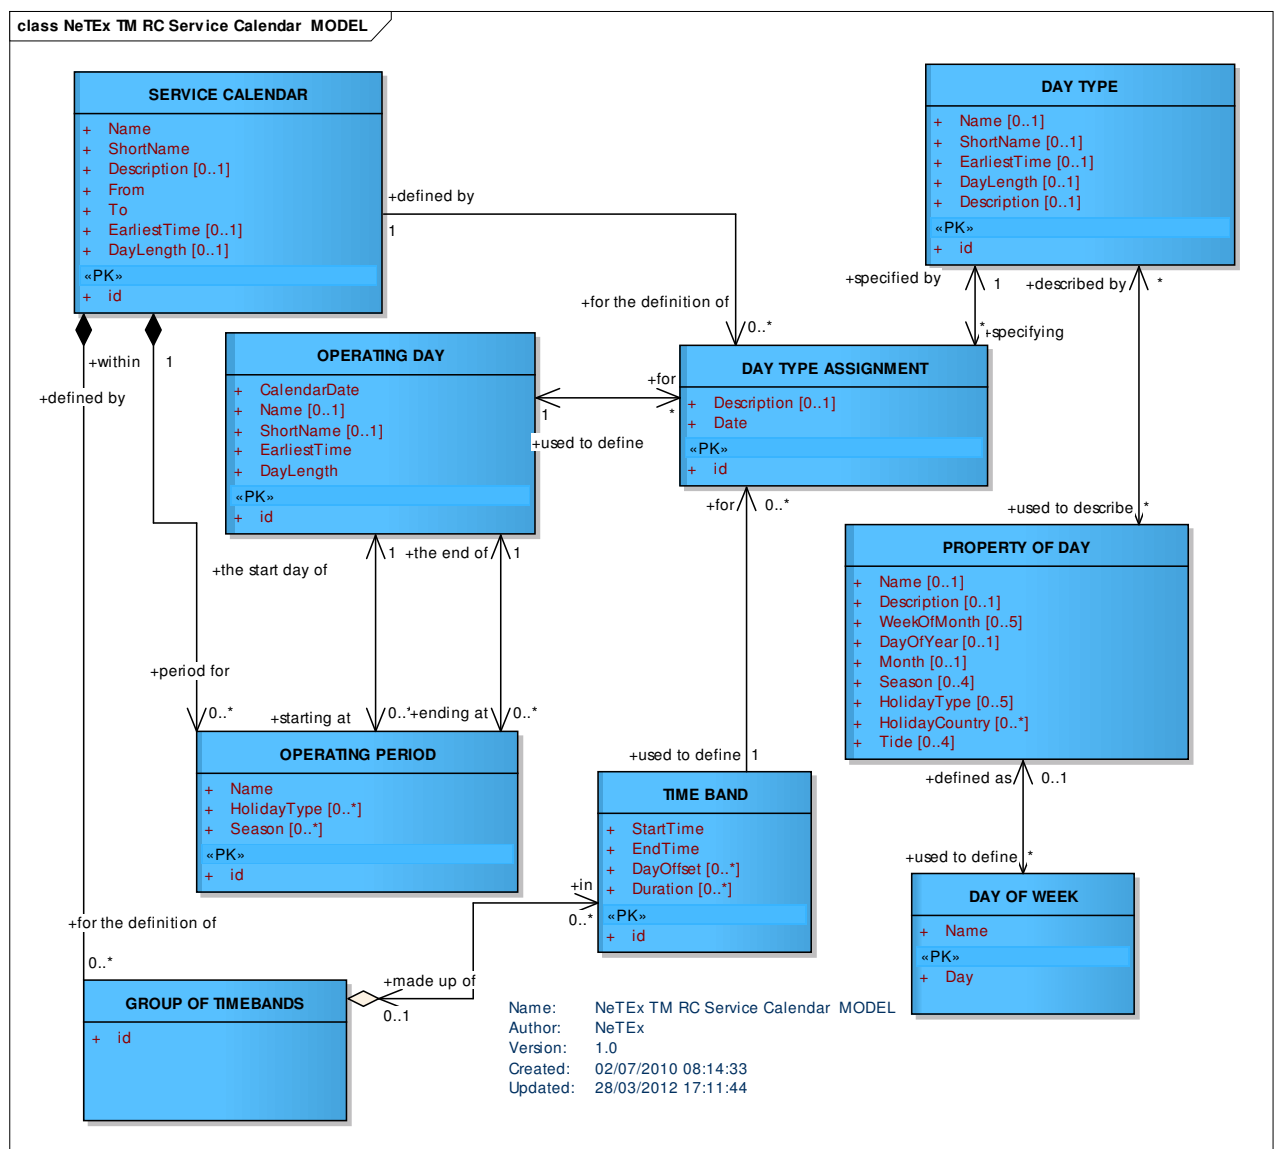 class NeTEx TM RC Service Calendar MODEL
SERVICE CALENDAR
+ Name
+ ShortName
+ Description [0..1]
+ From
+ To
+ EarliestTime [0..1]
+ DayLength [0..1]
«PK»
+ id
DAY TYPE
+ Name [0..1]
+ ShortName [0..1]
+ EarliestTime [0..1]
+ DayLength [0..1]
+ Description [0..1]
«PK»
+ id
+defined by
1
+for the definition of
0..*
+specified by
1
*
+specifying
+described by
*
+used to describe
*
+within
1
+defined by
OPERATING DAY
+ CalendarDate
+ Name [0..1]
+ ShortName [0..1]
+ EarliestTime
+ DayLength
«PK»
+ id
+for
*
1
+used to define
DAY TYPE ASSIGNMENT
+ Description [0..1]
+ Date
«PK»
+ id
+for
0..*
PROPERTY OF DAY
+ Name [0..1]
+ Description [0..1]
+ WeekOfMonth [0..5]
+ DayOfYear [0..1]
+ Month [0..1]
+ Season [0..4]
+ HolidayType [0..5]
+ HolidayCountry [0..*]
+ Tide [0..4]
1
+the end of
1
+the start day of
+period for
0..*
+starting at
0..*
+ending at
0..*
OPERATING PERIOD
+ Name
+ HolidayType [0..*]
+ Season [0..*]
«PK»
+ id
+used to define
1
TIME BAND
+ StartTime
+ EndTime
+ DayOffset [0..*]
+ Duration [0..*]
«PK»
+ id
+defined as
0..1
+used to define
*
DAY OF WEEK
+ Name
«PK»
+ Day
+in
0..*
+for the definition of
0..*
+made up of
0..1
GROUP OF TIMEBANDS
+ id
Name: NeTEx TM RC Service Calendar MODEL
Author: NeTEx
Version: 1.0
Created: 02/07/2010 08:14:33
Updated: 28/03/2012 17:11:44